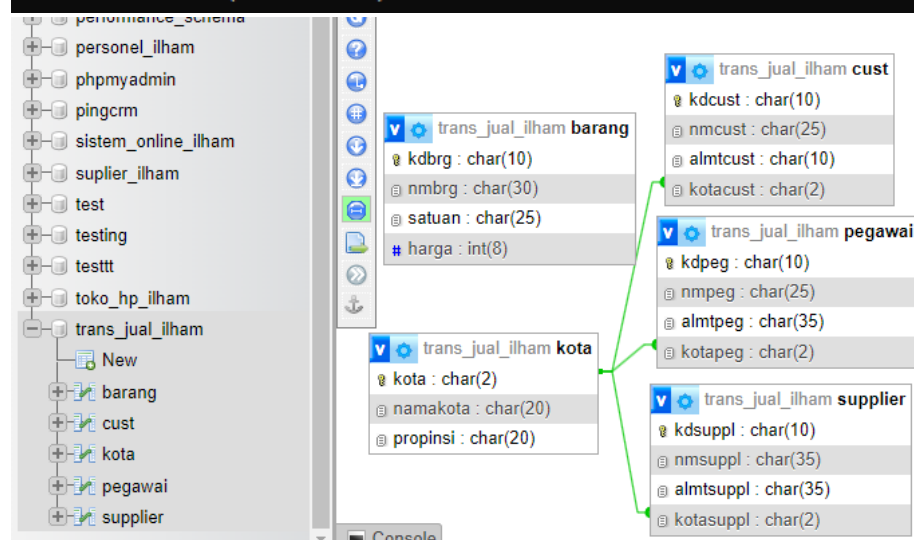 performance_schema
personel_ilham
phpmyadmin
pingcrm
sistem_online_ilham
suplier_ilham
test
testing
testtt
toko_hp_ilham
trans_jual_ilham
New
barang
cust
kota
pegawai
supplier
v trans_jual_ilham barang
kdbrg : char(10)
nmbrg : char(30)
satuan : char(25)
# harga : int(8)
v trans_jual_ilham kota
kota : char(2)
namakota : char(20)
propinsi : char(20)
v trans_jual_ilham cust
kdcust : char(10)
nmcust : char(25)
almtcust : char(10)
kotacust : char(2)
v trans_jual_ilham pegawai
kdpeg : char(10)
nmpeg : char(25)
almtpeg : char(35)
kotapeg : char(2)
v trans_jual_ilham supplier
kdsuppl : char(10)
nmsuppl : char(35)
almtsuppl : char(35)
kotasuppl : char(2)
Console